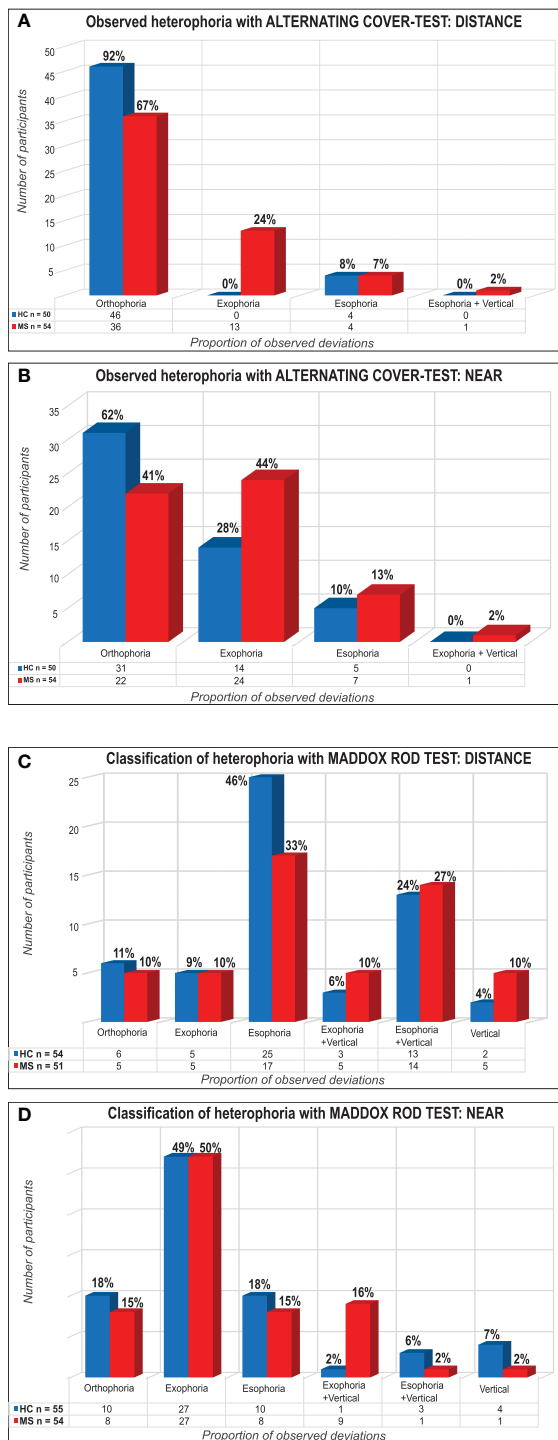 A
Observed heterophoria with ALTERNATING COVER-TEST: DISTANCE
Number of participants
50
45
40
35
30
25
20
15
10
5
92%
67%
0%
24%
8%
7%
0%
2%
Orthophoria Exophoria Esophoria Esophoria + Vertical
HC n = 50 46 0 4 0
MS n = 54 36 13 4 1
Proportion of observed deviations
B
Observed heterophoria with ALTERNATING COVER-TEST: NEAR
Number of participants
35
30
25
20
15
10
5
62%
41%
28%
44%
10%
13%
0%
2%
Orthophoria Exophoria Esophoria Exophoria + Vertical
HC n = 50 31 14 5 0
MS n = 54 22 24 7 1
Proportion of observed deviations
C
Classification of heterophoria with MADDOX ROD TEST: DISTANCE
Number of participants
25
20
15
10
5
11%
10%
9%
10%
46%
33%
6%
10%
24%
27%
4%
10%
Orthophoria Exophoria Esophoria Exophoria +Vertical Esophoria +Vertical Vertical
HC n = 54 6 5 25 3 13 2
MS n = 51 5 5 17 5 14 5
Proportion of observed deviations
D
Classification of heterophoria with MADDOX ROD TEST: NEAR
Number of participants
18%
15%
49%
50%
18%
15%
2%
16%
6%
2%
7%
2%
Orthophoria Exophoria Esophoria Exophoria +Vertical Esophoria +Vertical Vertical
HC n = 55 10 27 10 1 3 4
MS n = 54 8 27 8 9 1 1
Proportion of observed deviations